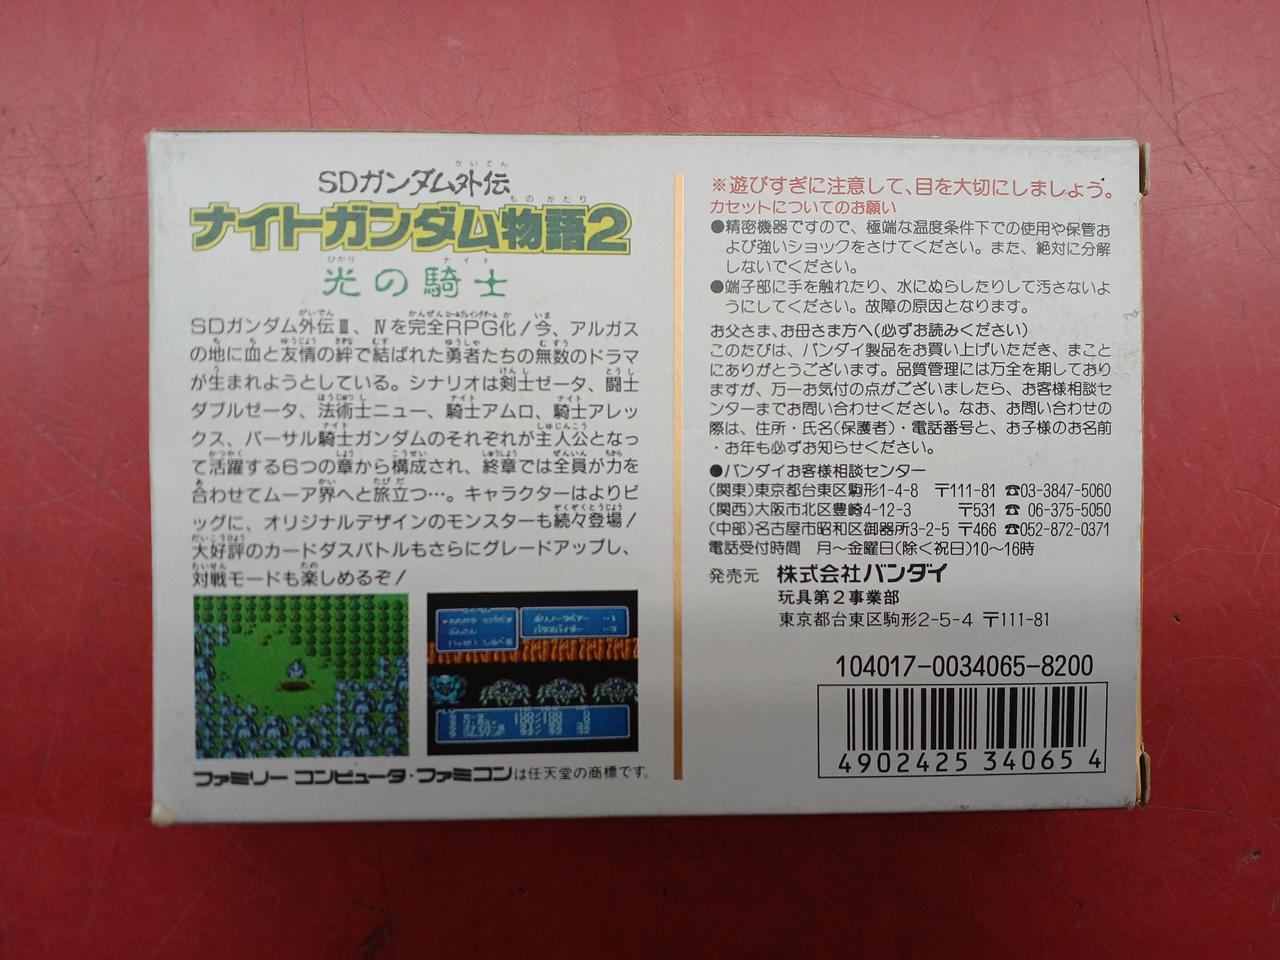 SDガンダム外伝
ナイトガンダム物語2
光の騎士
SDガンダム外伝Ⅲ、Ⅳを完全RPG化!今、アルガス
の地に血と友情の絆で結ばれた勇者たちの無数のドラマ
が生まれようとしている。シナリオは剣士ゼータ、闘士
ダブルゼータ、法術士ニュー、騎士アムロ、騎士アレッ
クス、バーサル騎士ガンダムのそれぞれが主人公となっ
て活躍する6つの章から構成され、終章では全員が力を
合わせてムーア界へと旅立つ…。キャラクターはよりビ
ッグに、オリジナルデザインのモンスターも続々登場!
大好評のカードダスバトルもさらにグレードアップし、
対戦モードも楽しめるぞ!
ファミリーコンピュータ・ファミコンは任天堂の商標です。
※遊びすぎに注意して、目を大切にしましょう。
カセットについてのお願い
●精密機器ですので、極端な温度条件下での使用や保管お
よび強いショックをさけてください。また、絶対に分解
しないでください。
●端子部に手を触れたり、水にぬらしたりして汚さないよ
うにしてください。故障の原因となります。
お父さま、お母さま方へ(必ずお読みください)
このたびは、バンダイ製品をお買い上げいただき、まこと
にありがとうございます。品質管理には万全を期しており
ますが、万一お気付の点がございましたら、お客様相談セ
ンターまでお問い合わせください。なお、お問い合わせの
際は、住所・氏名(保護者)・電話番号と、お子様のお名前
・お年も必ずお知らせください。
●バンダイお客様相談センター
(関東)東京都台東区駒形1-4-8 〒111-81 ☎03-3847-5060
(関西)大阪市北区豊崎4-12-3 〒531 ☎06-375-5050
(中部)名古屋市昭和区御器所3-2-5 〒466 ☎052-872-0371
電話受付時間 月~金曜日(除く祝日)10~16時
発売元 株式会社バンダイ
玩具第2事業部
東京都台東区駒形2-5-4 〒111-81
104017-0034065-8200
4902425340654